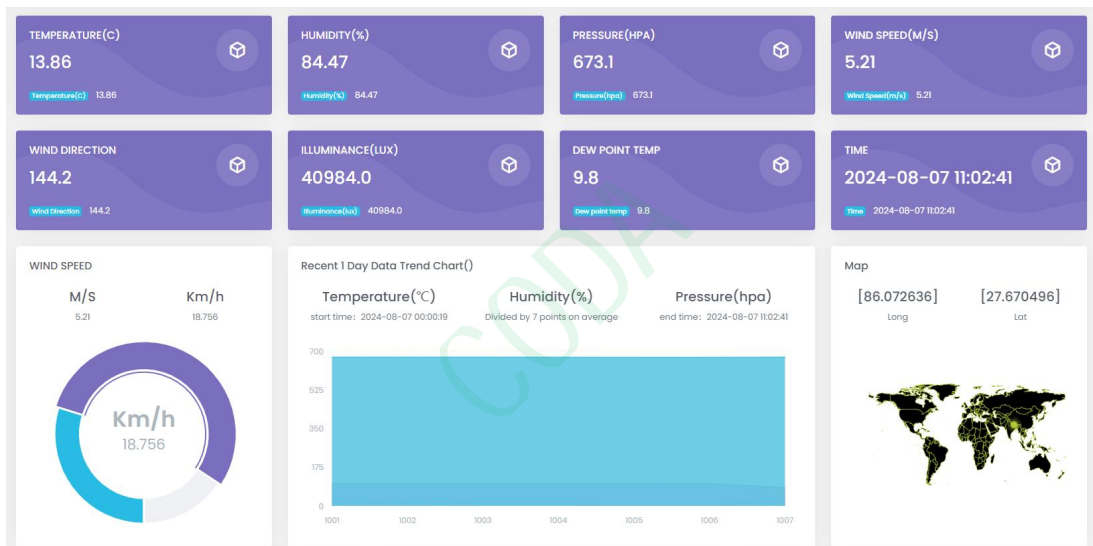 TEMPERATURE(C)
13.86
Temperature(C) 13.86
HUMIDITY(%)
84.47
Humidity(%) 84.47
PRESSURE(HPA)
673.1
Pressure(hpa) 673.1
WIND SPEED(M/S)
5.21
Wind Speed(m/s) 5.21
WIND DIRECTION
144.2
Wind Direction 144.2
ILLUMINANCE(LUX)
40984.0
Illuminance(lux) 40984.0
DEW POINT TEMP
9.8
Dew point temp 9.8
TIME
2024-08-07 11:02:41
Time 2024-08-07 11:02:41
WIND SPEED
M/S Km/h
5.21 18.756
Km/h
18.756
Recent 1 Day Data Trend Chart()
Temperature(℃) Humidity(%) Pressure(hpa)
start time: 2024-08-07 00:00:19 Divided by 7 points on average end time: 2024-08-07 11:02:41
700
525
350
175
0
1001 1002 1003 1004 1005 1006 1007
CODA
Map
[86.072636] [27.670496]
Long Lat